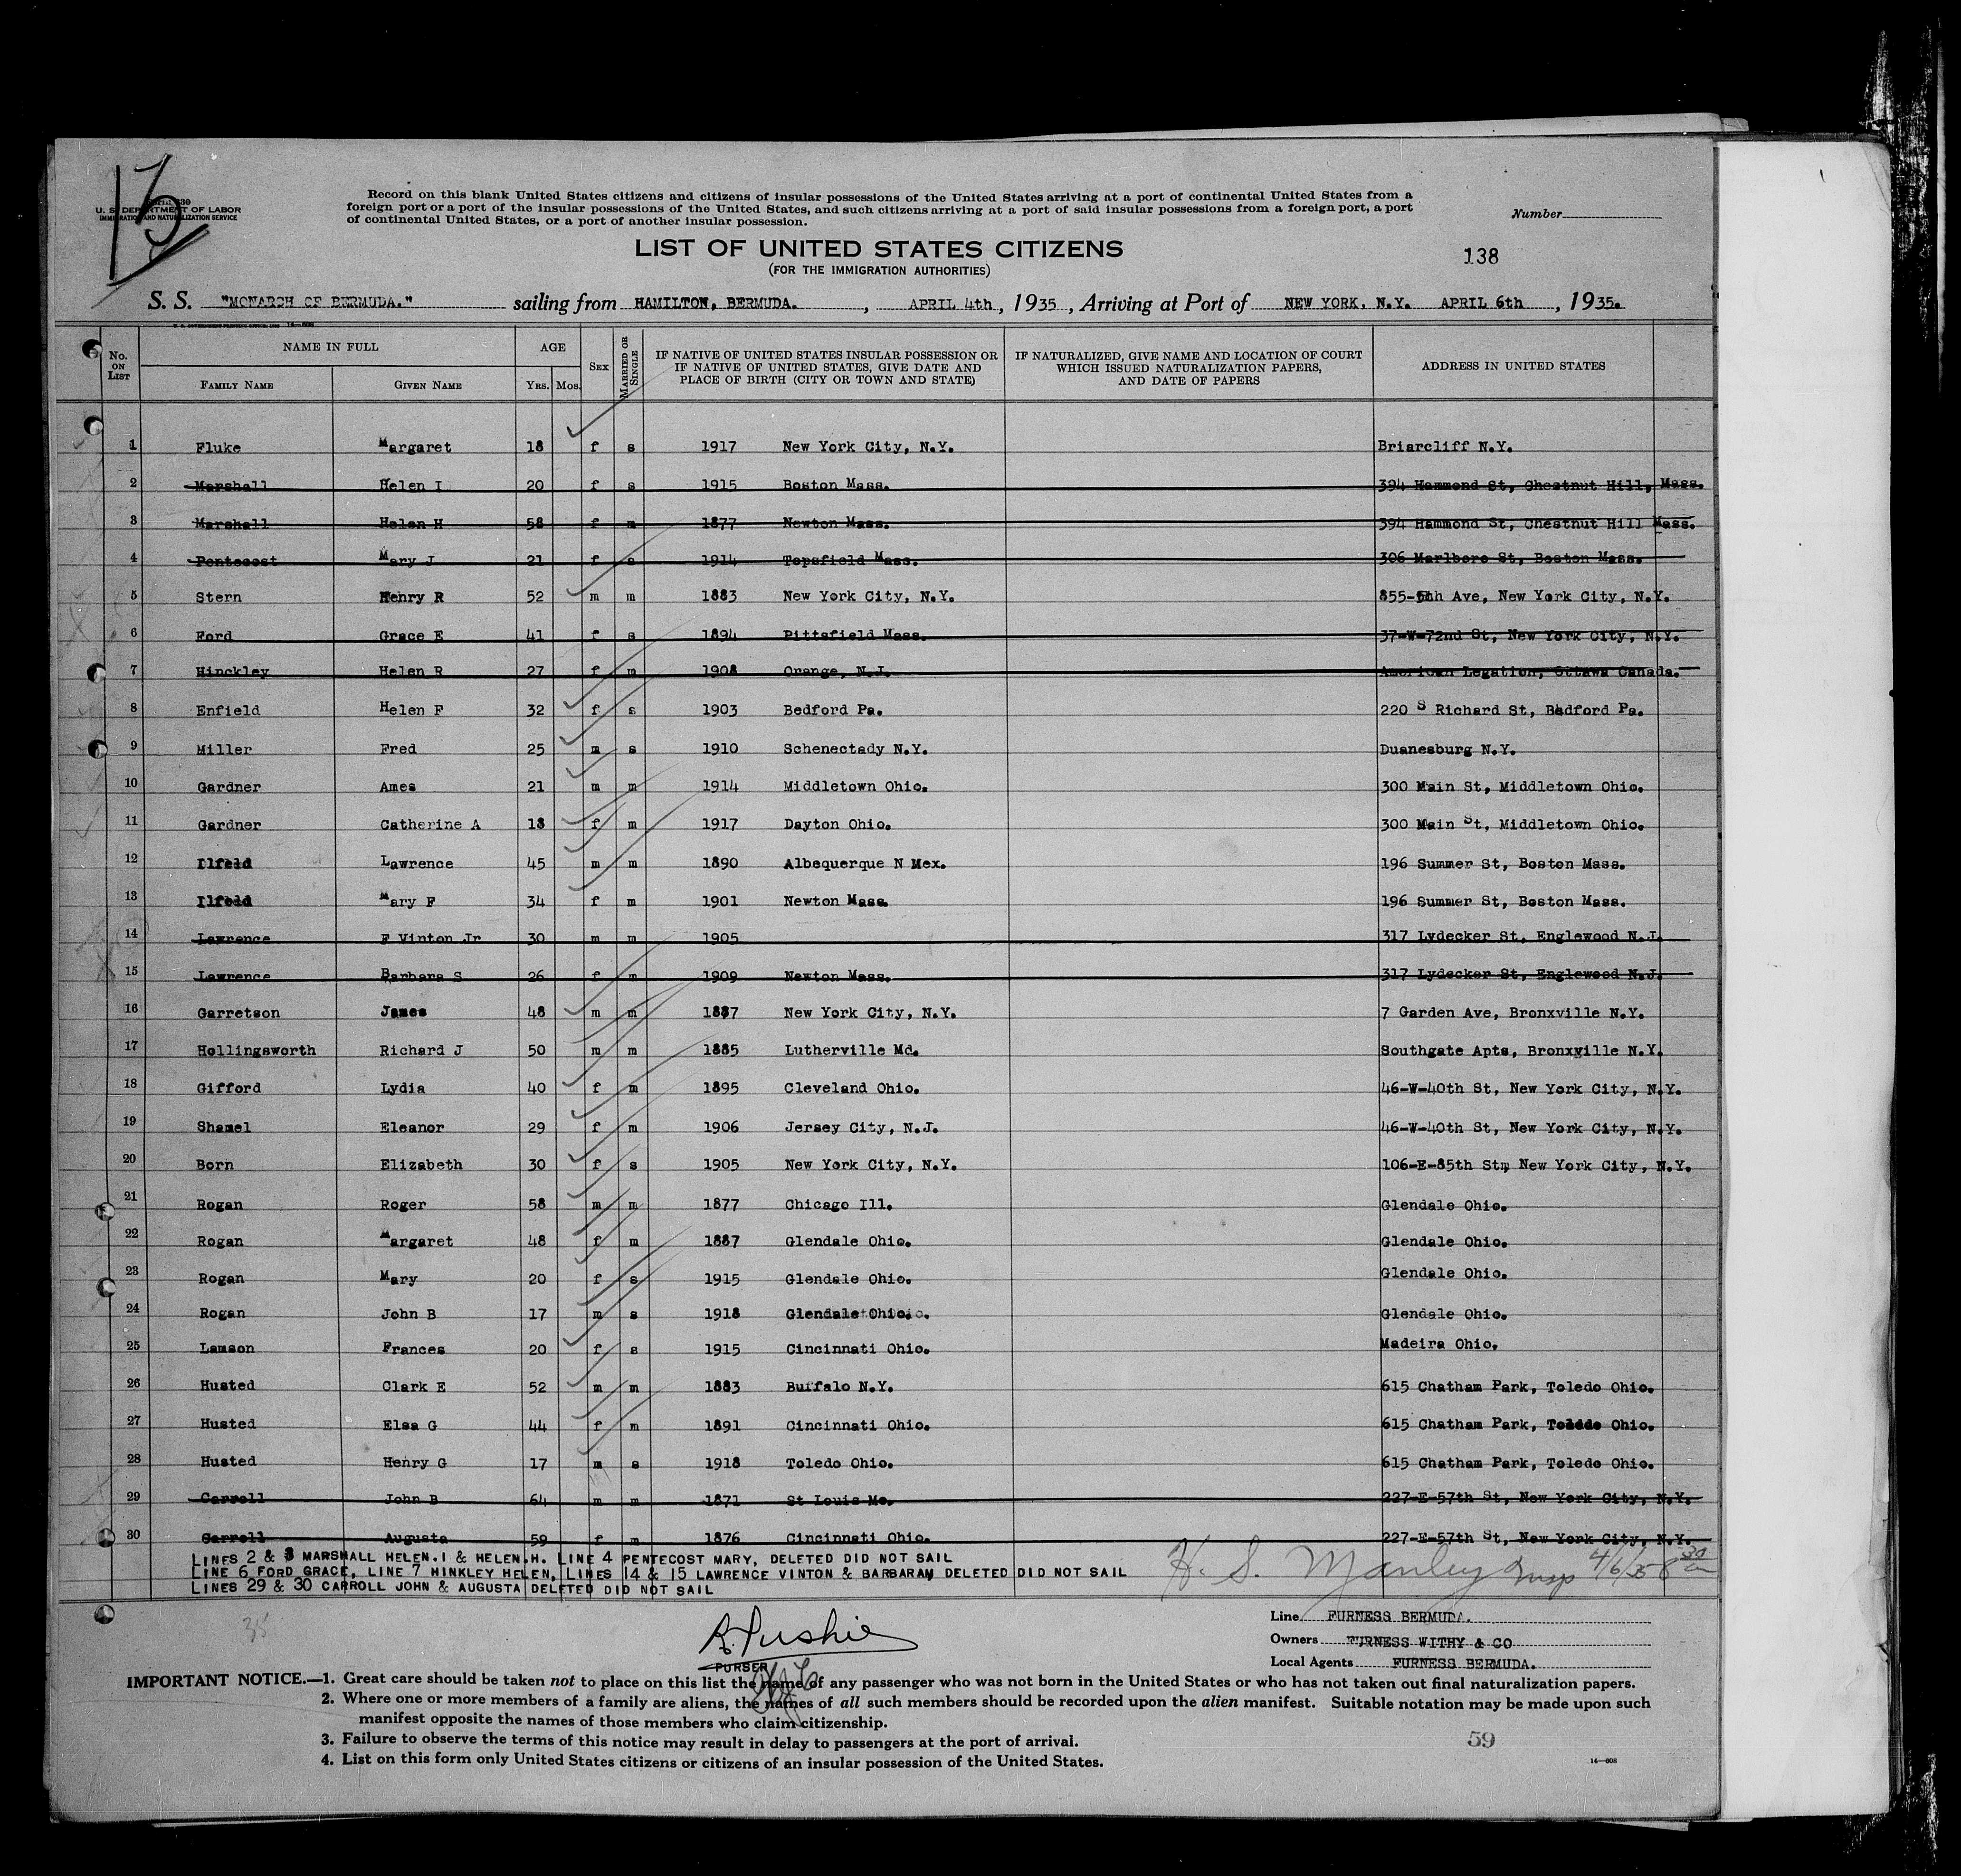 U. S. DEPARTMENT OF LABOR
IMMIGRATION AND NATURALIZATION SERVICE
Record on this blank United States citizens and citizens of insular possessions of the United States arriving at a port of continental United States from a
foreign port or a port of the insular possessions of the United States, and such citizens arriving at a port of said insular possessions from a foreign port, a port
of continental United States, or a port of another insular possession.
Number
LIST OF UNITED STATES CITIZENS
(FOR THE IMMIGRATION AUTHORITIES)
138
S. S. "MONARCH OF BERMUDA." sailing from HAMILTON, BERMUDA. , APRIL 4th , 1935 , Arriving at Port of NEW YORK, N.Y. APRIL 6th , 1935.
No. ON LIST NAME IN FULL AGE SEX MARRIED OR SINGLE IF NATIVE OF UNITED STATES INSULAR POSSESSION OR IF NATIVE OF UNITED STATES, GIVE DATE AND PLACE OF BIRTH (CITY OR TOWN AND STATE) IF NATURALIZED, GIVE NAME AND LOCATION OF COURT WHICH ISSUED NATURALIZATION PAPERS, AND DATE OF PAPERS ADDRESS IN UNITED STATES
FAMILY NAME GIVEN NAME YRS. MOS.
1 Fluke Margaret 18 f s 1917 New York City, N.Y. Briarcliff N.Y.
2 Marshall Helen I 20 f s 1915 Boston Mass. 394 Hammond St, Chestnut Hill, Mass.
3 Marshall Helen H 58 f m 1877 Newton Mass. 394 Hammond St, Chestnut Hill Mass.
4 Pentecost Mary J 21 f s 1914 Topsfield Mass. 306 Marlboro St, Boston Mass.
5 Stern Henry R 52 m m 1883 New York City, N.Y. 855-5th Ave, New York City, N.Y.
6 Ford Grace E 41 f s 1894 Pittsfield Mass. 37-W-72nd St, New York City, N.Y.
7 Hinckley Helen R 27 f m 1908 Orange, N.J. American Legation, Ottawa Canada.
8 Enfield Helen F 32 f s 1903 Bedford Pa. 220 S Richard St, Bedford Pa.
9 Miller Fred 25 m s 1910 Schenectady N.Y. Duanesburg N.Y.
10 Gardner Ames 21 m m 1914 Middletown Ohio. 300 Main St, Middletown Ohio.
11 Gardner Catherine A 18 f m 1917 Dayton Ohio. 300 Main St, Middletown Ohio.
12 Ilfeld Lawrence 45 m m 1890 Albequerque N Mex. 196 Summer St, Boston Mass.
13 Ilfeld Mary F 34 f m 1901 Newton Mass. 196 Summer St, Boston Mass.
14 Lawrence F Vinton Jr 30 m m 1905 317 Lydecker St, Englewood N.J.
15 Lawrence Barbara S 26 f m 1909 Newton Mass. 317 Lydecker St, Englewood N.J.
16 Garretson James 48 m m 1887 New York City, N.Y. 7 Garden Ave, Bronxville N.Y.
17 Hollingsworth Richard J 50 m m 1885 Lutherville Md. Southgate Apts, Bronxville N.Y.
18 Gifford Lydia 40 f m 1895 Cleveland Ohio. 46-W-40th St, New York City, N.Y.
19 Shamel Eleanor 29 f m 1906 Jersey City, N.J. 46-W-40th St, New York City, N.Y.
20 Born Elizabeth 30 f s 1905 New York City, N.Y. 106-E-85th St, New York City, N.Y.
21 Rogan Roger 58 m m 1877 Chicago Ill. Glendale Ohio.
22 Rogan Margaret 48 f m 1887 Glendale Ohio. Glendale Ohio.
23 Rogan Mary 20 f s 1915 Glendale Ohio. Glendale Ohio.
24 Rogan John B 17 m s 1918 Glendale Ohio. Glendale Ohio.
25 Lamson Frances 20 f s 1915 Cincinnati Ohio. Madeira Ohio.
26 Husted Clark E 52 m m 1883 Buffalo N.Y. 615 Chatham Park, Toledo Ohio.
27 Husted Elsa G 44 f m 1891 Cincinnati Ohio. 615 Chatham Park, Toledo Ohio.
28 Husted Henry G 17 m s 1918 Toledo Ohio. 615 Chatham Park, Toledo Ohio.
29 Carroll John B 64 m m 1871 St Louis Mo. 227-E-57th St, New York City, N.Y.
30 Carroll Augusta 59 f m 1876 Cincinnati Ohio. 227-E-57th St, New York City, N.Y.
LINES 2 & 3 MARSHALL HELEN.I & HELEN.H. LINE 4 PENTECOST MARY, DELETED DID NOT SAIL
LINE 6 FORD GRACE, LINE 7 HINKLEY HELEN, LINES 14 & 15 LAWRENCE VINTON & BARBARAM DELETED DID NOT SAIL
LINES 29 & 30 CARROLL JOHN & AUGUSTA DELETED DID NOT SAIL
H. S. Manley Insp 4/6/35 8 30 am
35
PURSER
Line FURNESS BERMUDA.
Owners FURNESS WITHY & CO
Local Agents FURNESS BERMUDA.
IMPORTANT NOTICE.—1. Great care should be taken not to place on this list the name of any passenger who was not born in the United States or who has not taken out final naturalization papers.
2. Where one or more members of a family are aliens, the names of all such members should be recorded upon the alien manifest. Suitable notation may be made upon such
manifest opposite the names of those members who claim citizenship.
3. Failure to observe the terms of this notice may result in delay to passengers at the port of arrival.
4. List on this form only United States citizens or citizens of an insular possession of the United States.
59
14—608